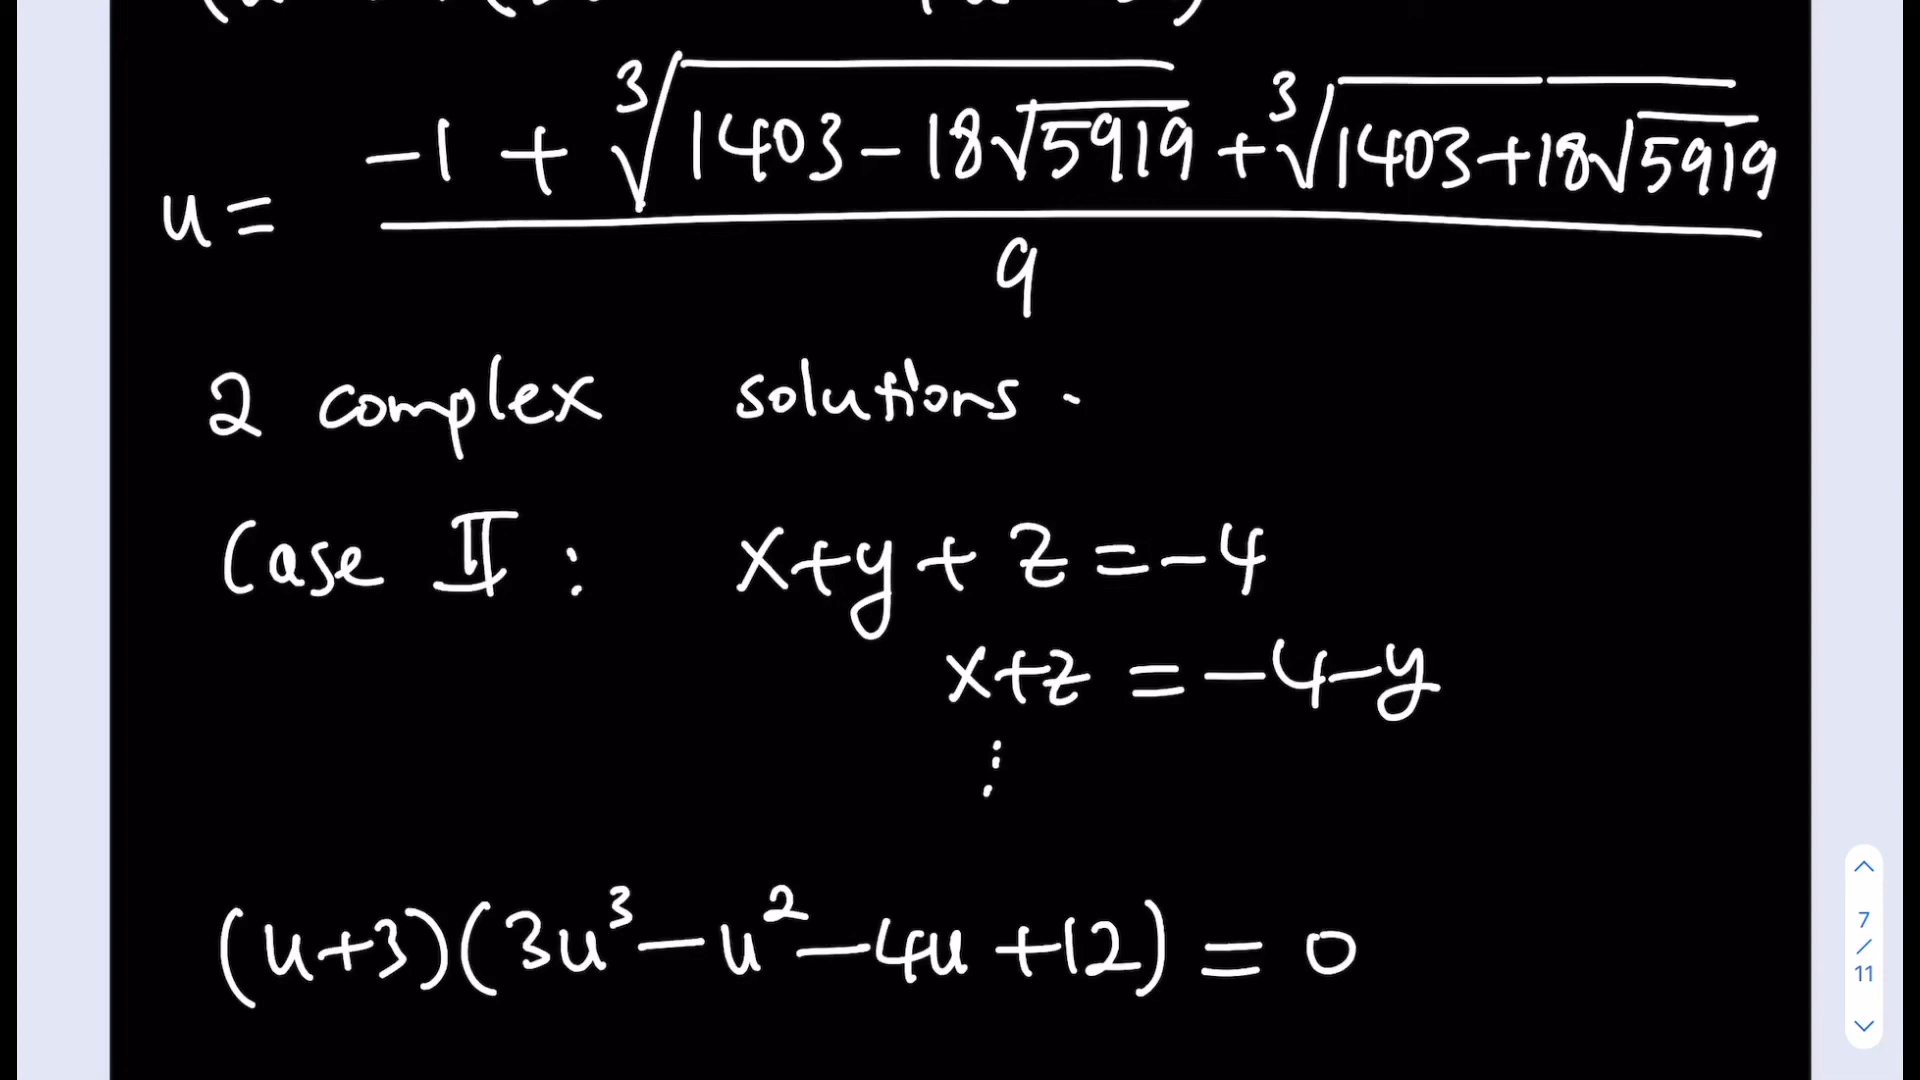 u = (-1 + ∛(1403 - 18√5919) + ∛(1403 + 18√5919)) / 9
2 complex solutions.
Case II: x+y+z = -4
x+z = -4-y
⋮
(u+3)(3u³ - u² - 4u + 12) = 0
7
/
11